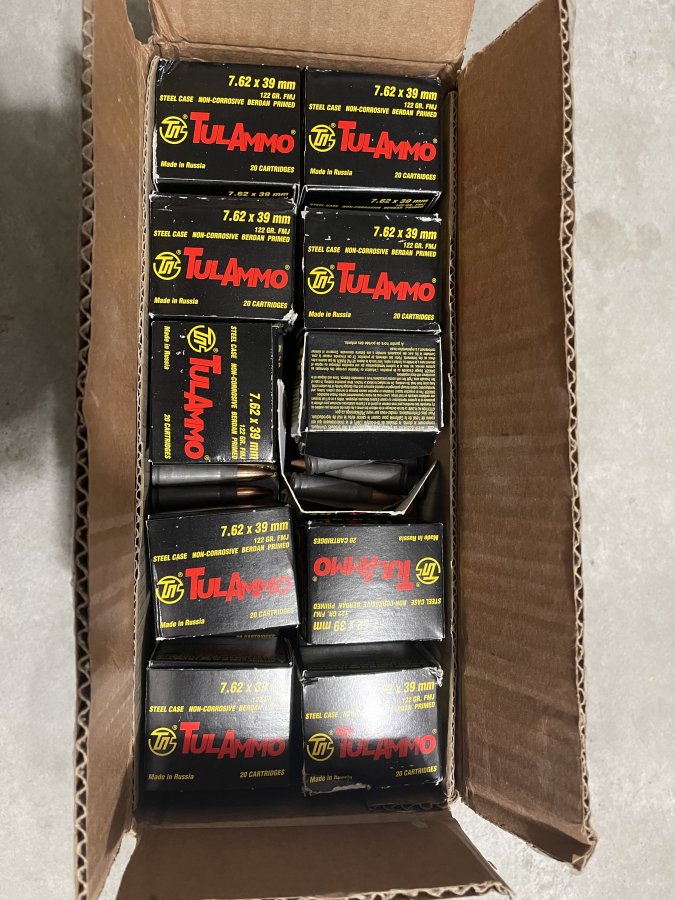 7.62 x 39 mm
122 GR. FMJ
STEEL CASE NON-CORROSIVE BERDAN PRIMED
TULAMMO®
Made in Russia
20 CARTRIDGES
7.62 x 39 mm
122 GR. FMJ
STEEL CASE NON-CORROSIVE BERDAN PRIMED
TULAMMO®
Made in Russia
20 CARTRIDGES
7.62 x 39 mm
7.62 x 39 mm
7.62 x 39 mm
122 GR. FMJ
STEEL CASE NON-CORROSIVE BERDAN PRIMED
TULAMMO®
Made in Russia
20 CARTRIDGES
7.62 x 39 mm
122 GR. FMJ
STEEL CASE NON-CORROSIVE BERDAN PRIMED
TULAMMO®
20 CARTRIDGES
7.62 x 39 mm
122 GR. FMJ
STEEL CASE NON-CORROSIVE BERDAN PRIMED
TULAMMO®
Made in Russia
20 CARTRIDGES
7.62 x 39 mm
122 GR. FMJ
STEEL CASE NON-CORROSIVE BERDAN PRIMED
TULAMMO
20 CARTRIDGES
7.62 x 39 mm
122 GR. FMJ
STEEL CASE NON-CORROSIVE BERDAN PRIMED
TULAMMO®
Made in Russia
20 CARTRIDGES
7.62 x 39 mm
STEEL CASE NON-CORROSIVE BERDAN
TULAMMO
Made in Russia
20 CARTRIDGES
x 39 mm
122 GR. FMJ
STEEL CASE PRIMED
TULAMMO®
Made in Russia
20 CARTRIDGES